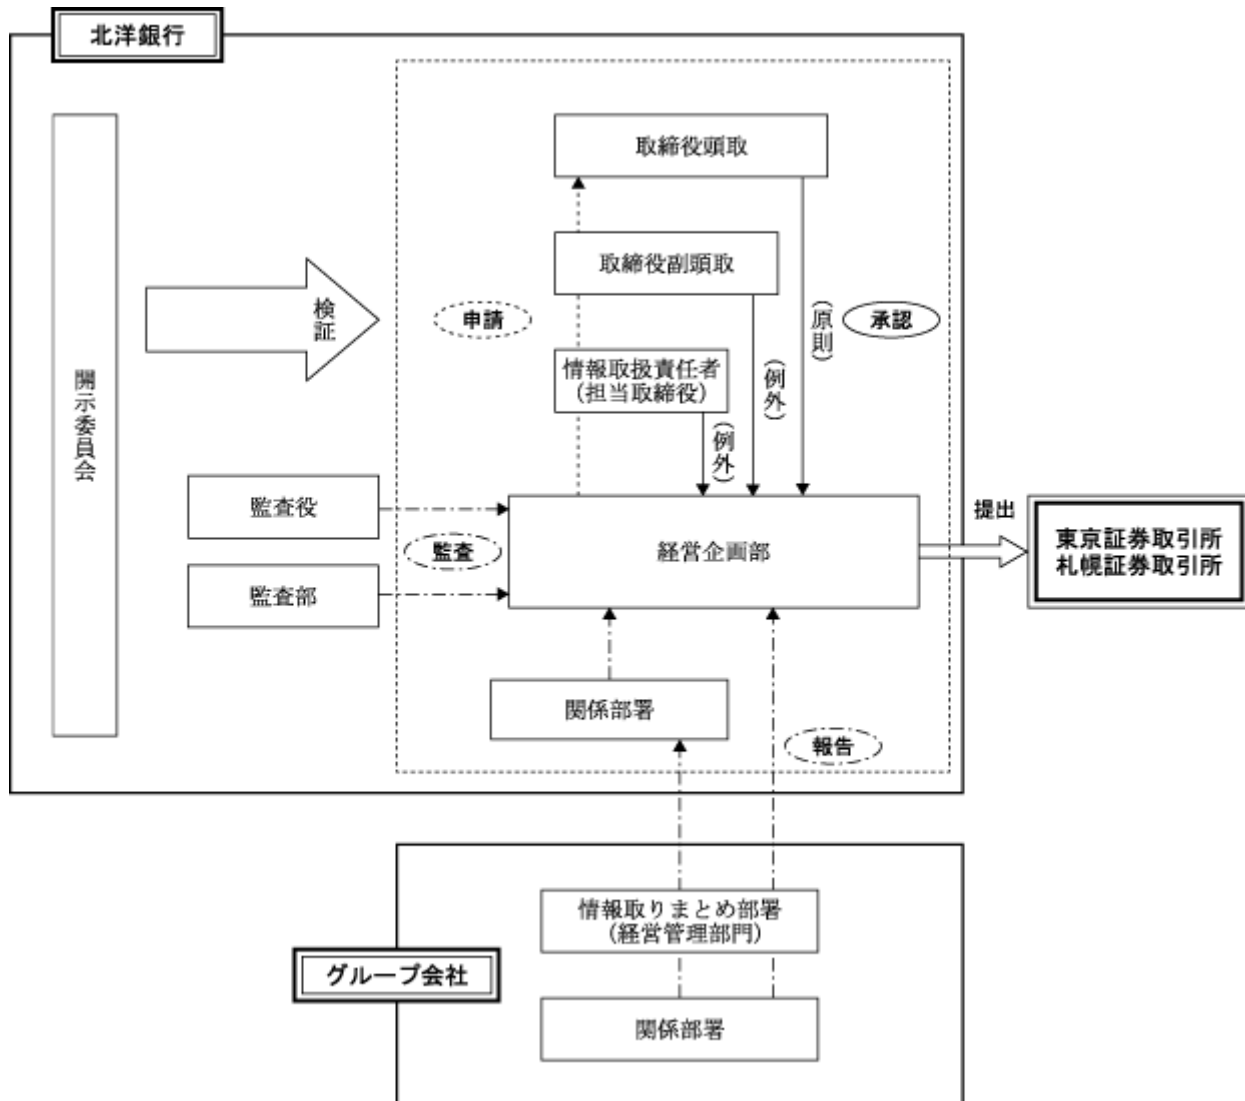 北洋銀行
取締役頭取
取締役副頭取
検証
申請
(原則)
承認
情報取扱責任者
(担当取締役)
(例外)
(例外)
開示委員会
監査役
監査
監査部
経営企画部
提出
東京証券取引所
札幌証券取引所
関係部署
報告
情報取りまとめ部署
(経営管理部門)
グループ会社
関係部署